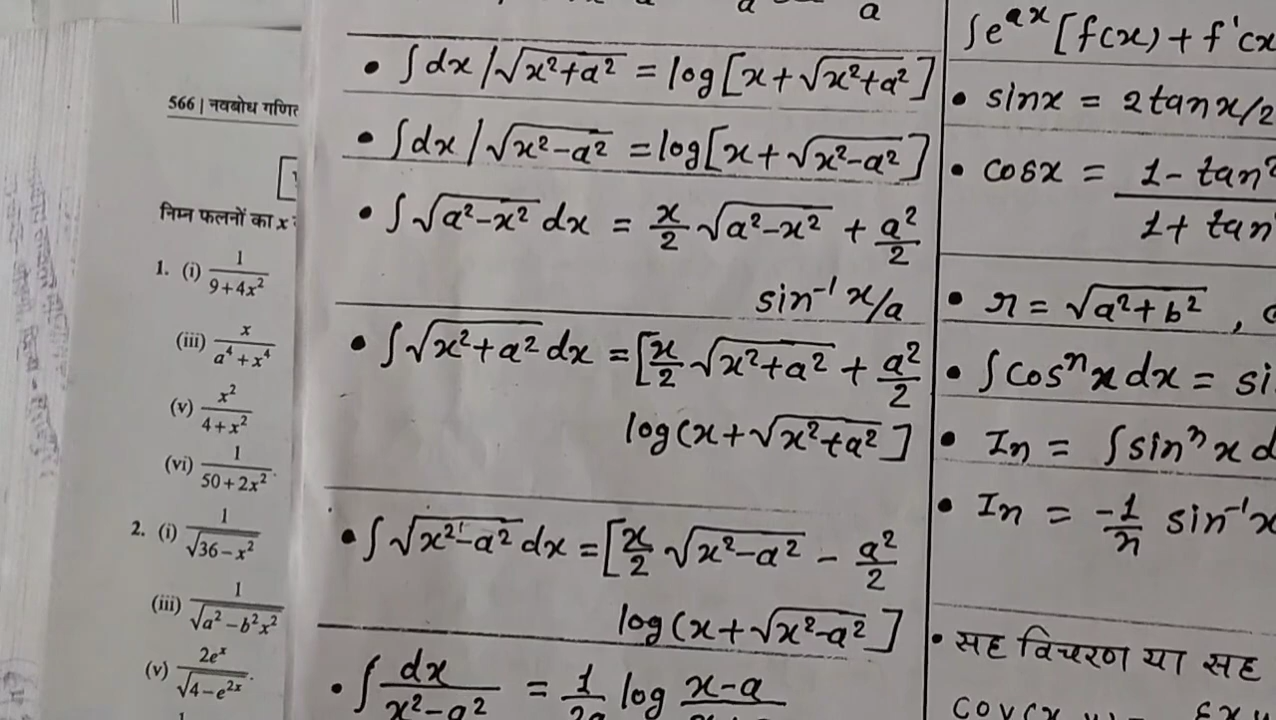 566 | नवबोध गणित
निम्न फलनों का x
1. (i) 1/(9+4x²)
(iii) x/(a⁴+x⁴)
(v) x²/(4+x²)
(vi) 1/(50+2x²).
2. (i) 1/√(36−x²)
(iii) 1/√(a²−b²x²)
(v) 2eˣ/√(4−e²ˣ).
a a
• ∫dx/√(x²+a²) = log[x+√(x²+a²)]
• ∫dx/√(x²−a²) = log[x+√(x²−a²)]
• ∫√(a²−x²) dx = x/2 √(a²−x²) + a²/2
sin⁻¹ x/a
• ∫√(x²+a²) dx = [x/2 √(x²+a²) + a²/2
log(x+√(x²+a²)]
• ∫√(x²−a²) dx = [x/2 √(x²−a²) − a²/2
log(x+√(x²−a²)]
• ∫dx/(x²−a²) = 1/2a log x−a
∫eᵃˣ[f(x)+f'(x
• sinx = 2tanx/2
• cosx = 1−tan²
1+tan
• r = √(a²+b²) ,
• ∫cosⁿx dx = si
• In = ∫sinⁿx d
• In = −1/n sin⁻¹x
• सह विचरण या सह
cov(x